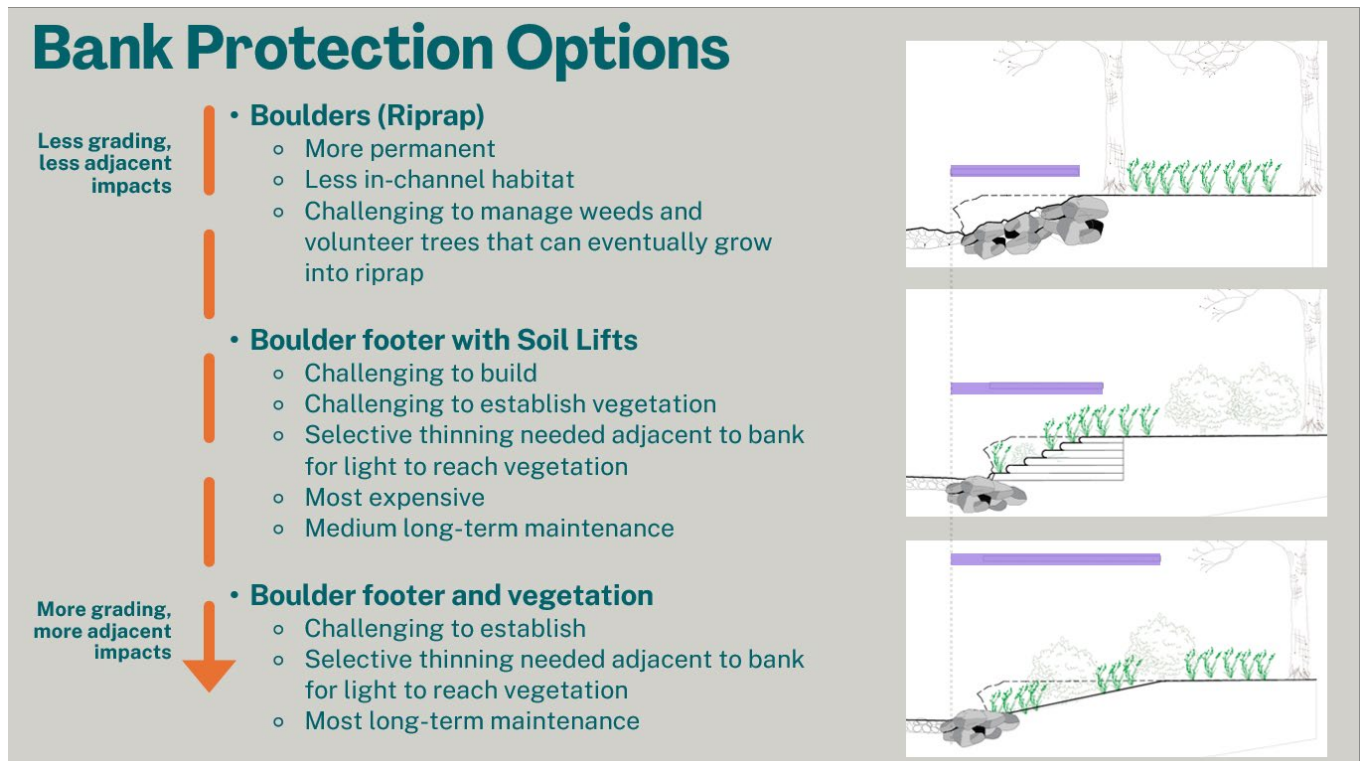 Bank Protection Options
Less grading,
less adjacent
impacts
• Boulders (Riprap)
∘ More permanent
∘ Less in-channel habitat
∘ Challenging to manage weeds and
volunteer trees that can eventually grow
into riprap
• Boulder footer with Soil Lifts
∘ Challenging to build
∘ Challenging to establish vegetation
∘ Selective thinning needed adjacent to bank
for light to reach vegetation
∘ Most expensive
∘ Medium long-term maintenance
More grading,
more adjacent
impacts
• Boulder footer and vegetation
∘ Challenging to establish
∘ Selective thinning needed adjacent to bank
for light to reach vegetation
∘ Most long-term maintenance